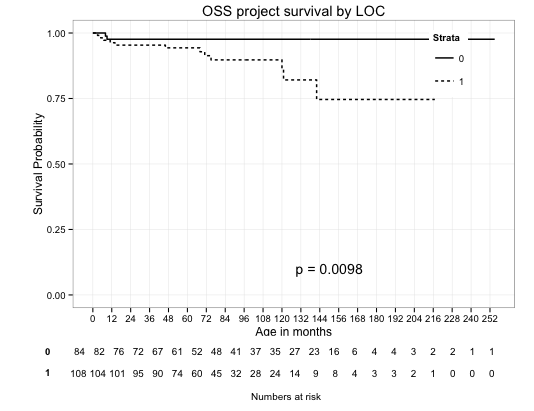 OSS project survival by LOC
1.00
0.75
0.50
0.25
0.00
Survival Probability
Strata
0
1
p = 0.0098
0 12 24 36 48 60 72 84 96 108 120 132 144 156 168 180 192 204 216 228 240 252
Age in months
0 84 82 76 72 67 61 52 48 41 37 35 27 23 16 6 4 4 3 2 2 1 1
1 108 104 101 95 90 74 60 45 32 28 24 14 9 8 4 3 3 2 1 0 0 0
Numbers at risk